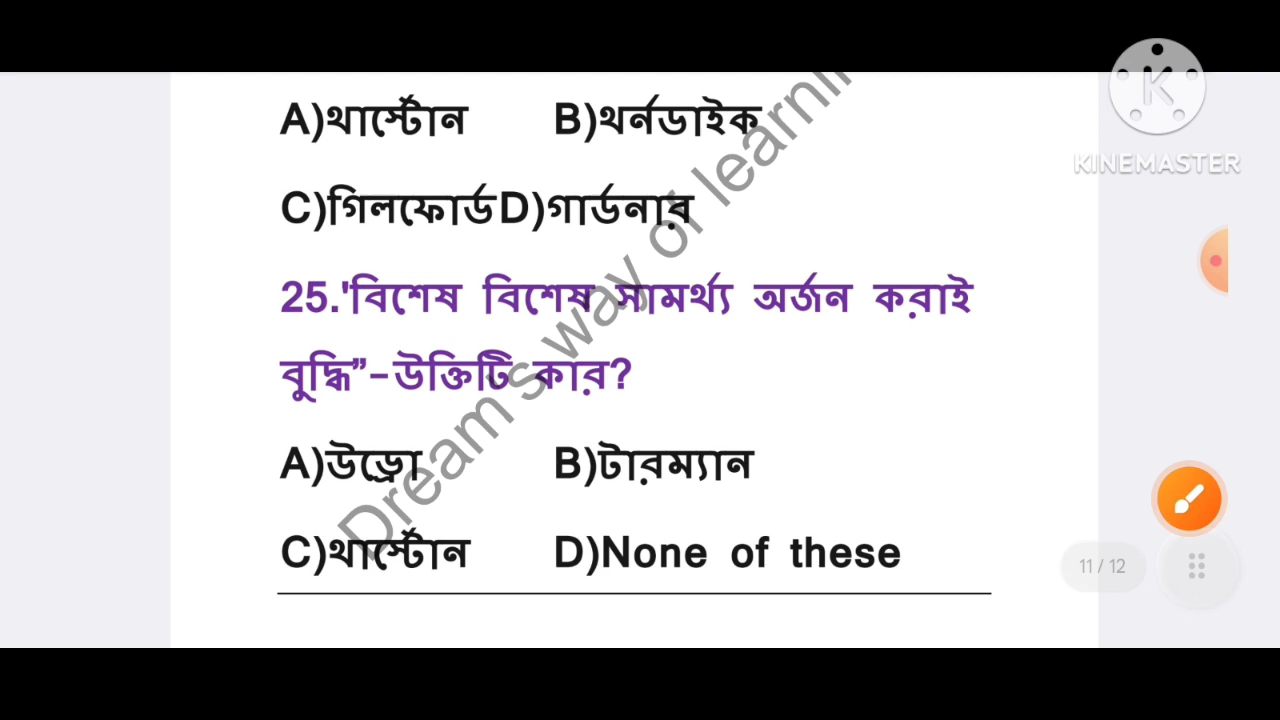 A)থার্স্টোন B)থর্নডাইক
C)গিলফোর্ড D)গার্ডনার
25.'বিশেষ বিশেষ সামর্থ্য অর্জন করাই
বুদ্ধি”-উক্তিটি কার?
A)উড্রো B)টারম্যান
C)থার্স্টোন D)None of these
Dream's way of learni
K
KINEMASTER
11 / 12